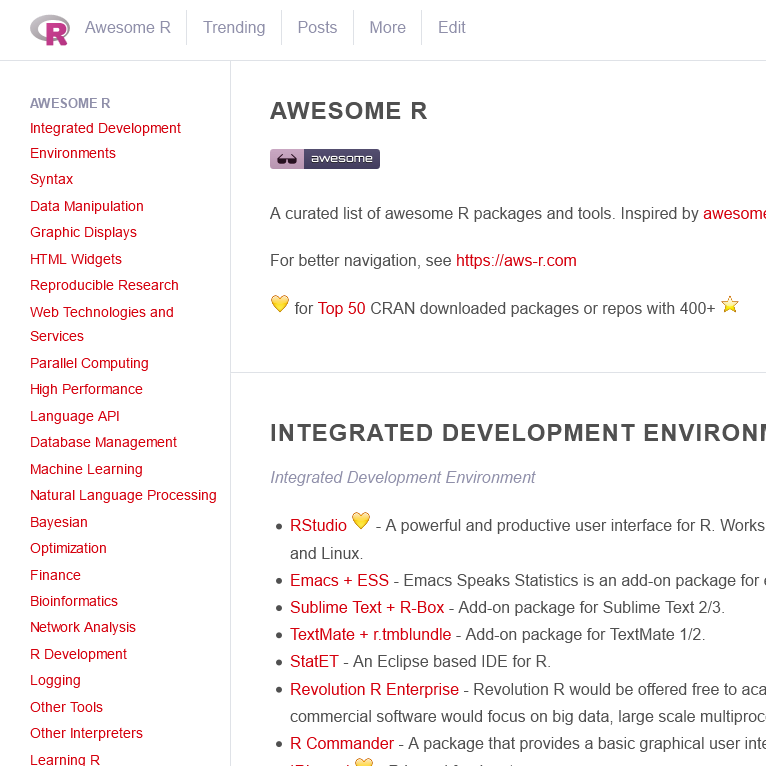 Awesome R
Trending
Posts
More
Edit
AWESOME R
Integrated Development
Environments
Syntax
Data Manipulation
Graphic Displays
HTML Widgets
Reproducible Research
Web Technologies and
Services
Parallel Computing
High Performance
Language API
Database Management
Machine Learning
Natural Language Processing
Bayesian
Optimization
Finance
Bioinformatics
Network Analysis
R Development
Logging
Other Tools
Other Interpreters
Learning R
AWESOME R
awesome
A curated list of awesome R packages and tools. Inspired by awesome
For better navigation, see https://aws-r.com
for Top 50 CRAN downloaded packages or repos with 400+
INTEGRATED DEVELOPMENT ENVIRONM
Integrated Development Environment
RStudio - A powerful and productive user interface for R. Works
and Linux.
Emacs + ESS - Emacs Speaks Statistics is an add-on package for
Sublime Text + R-Box - Add-on package for Sublime Text 2/3.
TextMate + r.tmblundle - Add-on package for TextMate 1/2.
StatET - An Eclipse based IDE for R.
Revolution R Enterprise - Revolution R would be offered free to aca
commercial software would focus on big data, large scale multiproc
R Commander - A package that provides a basic graphical user inte